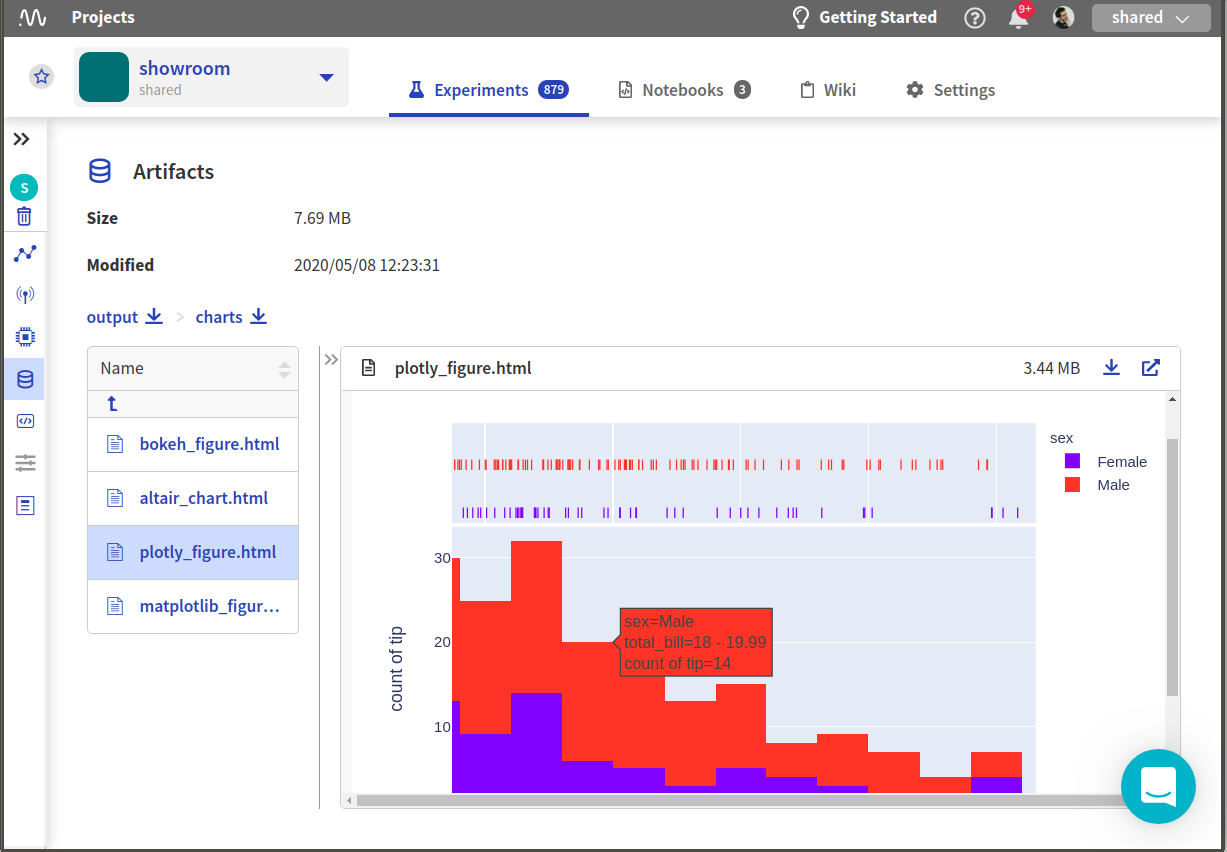 Projects
Getting Started
9+
shared
showroom
shared
Experiments 879
Notebooks 3
Wiki
Settings
S
Artifacts
Size 7.69 MB
Modified 2020/05/08 12:23:31
output > charts
Name
bokeh_figure.html
altair_chart.html
plotly_figure.html
matplotlib_figur...
plotly_figure.html 3.44 MB
sex
Female
Male
count of tip
30
20
10
sex=Male
total_bill=18 - 19.99
count of tip=14